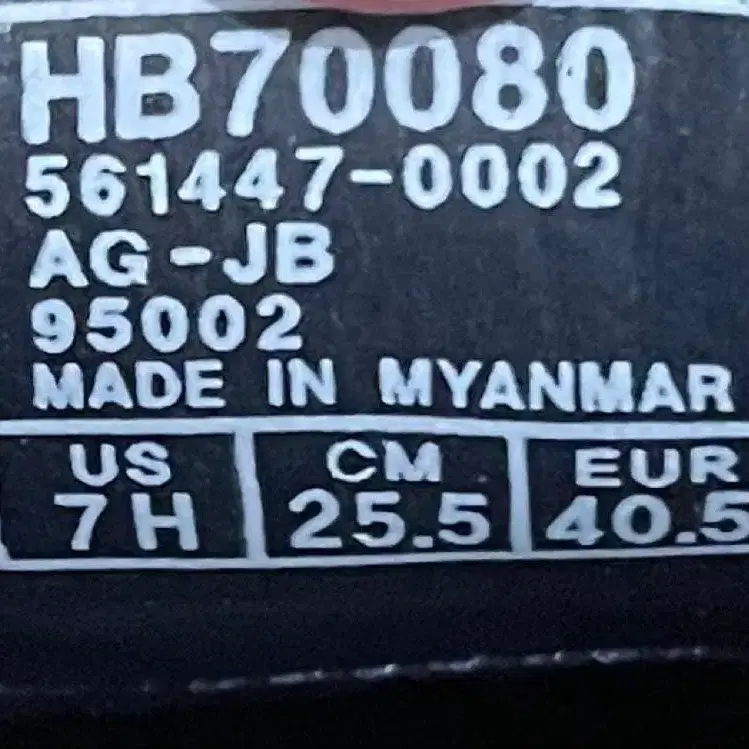 HB70080
561447-0002
AG-JB
95002
MADE IN MYANMAR
US CM EUR
7H 25.5 40.5